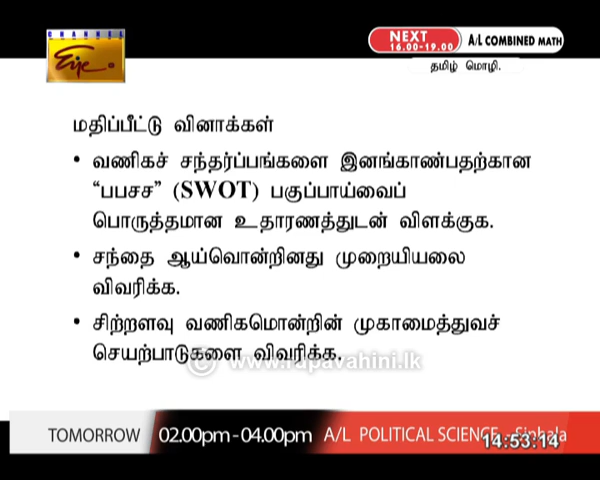 CHANNEL
Eye
NEXT
16.00-19.00
A/L COMBINED MATH
தமிழ் மொழி.
மதிப்பீட்டு வினாக்கள்
• வணிகச் சந்தர்ப்பங்களை இனங்காண்பதற்கான
“பபசச” (SWOT) பகுப்பாய்வைப்
பொருத்தமான உதாரணத்துடன் விளக்குக.
• சந்தை ஆய்வொன்றினது முறையியலை
விவரிக்க.
• சிற்றளவு வணிகமொன்றின் முகாமைத்துவச்
செயற்பாடுகளை விவரிக்க.
© www.rupavahini.lk
TOMORROW 02.00pm - 04.00pm A/L POLITICAL SCIENCE - Sinhala
14:53:14